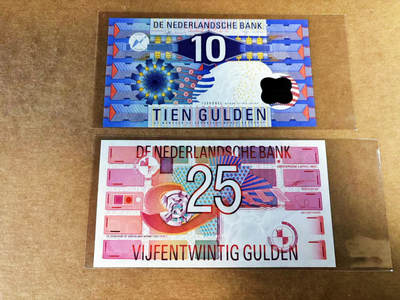 DE NEDERLANDSCHE BANK
10
TIEN GULDEN
DE NEDERLANDSCHE BANK
25
VIJFENTWINTIG GULDEN